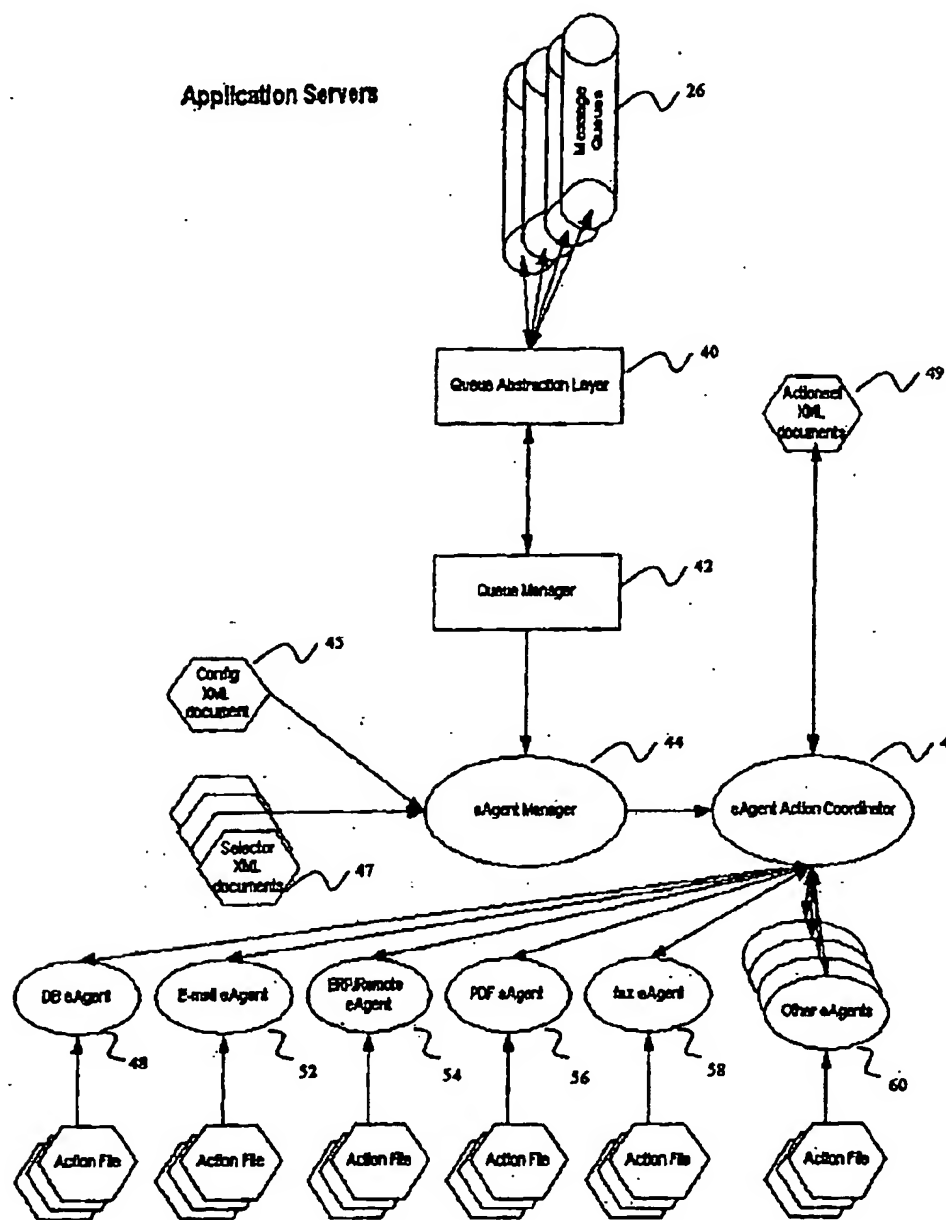 Application Servers
26
Message
Queues
Queue Abstraction Layer
40
Actionset
XML
documents
49
Queue Manager
42
Config
XML
document
45
eAgent Manager
44
eAgent Action Coordinator
4
Selector
XML
documents
47
DB eAgent
48
E-mail eAgent
52
ERP/Remote
eAgent
54
PDF eAgent
56
fax eAgent
58
Other eAgents
60
Action File
Action File
Action File
Action File
Action File
Action File